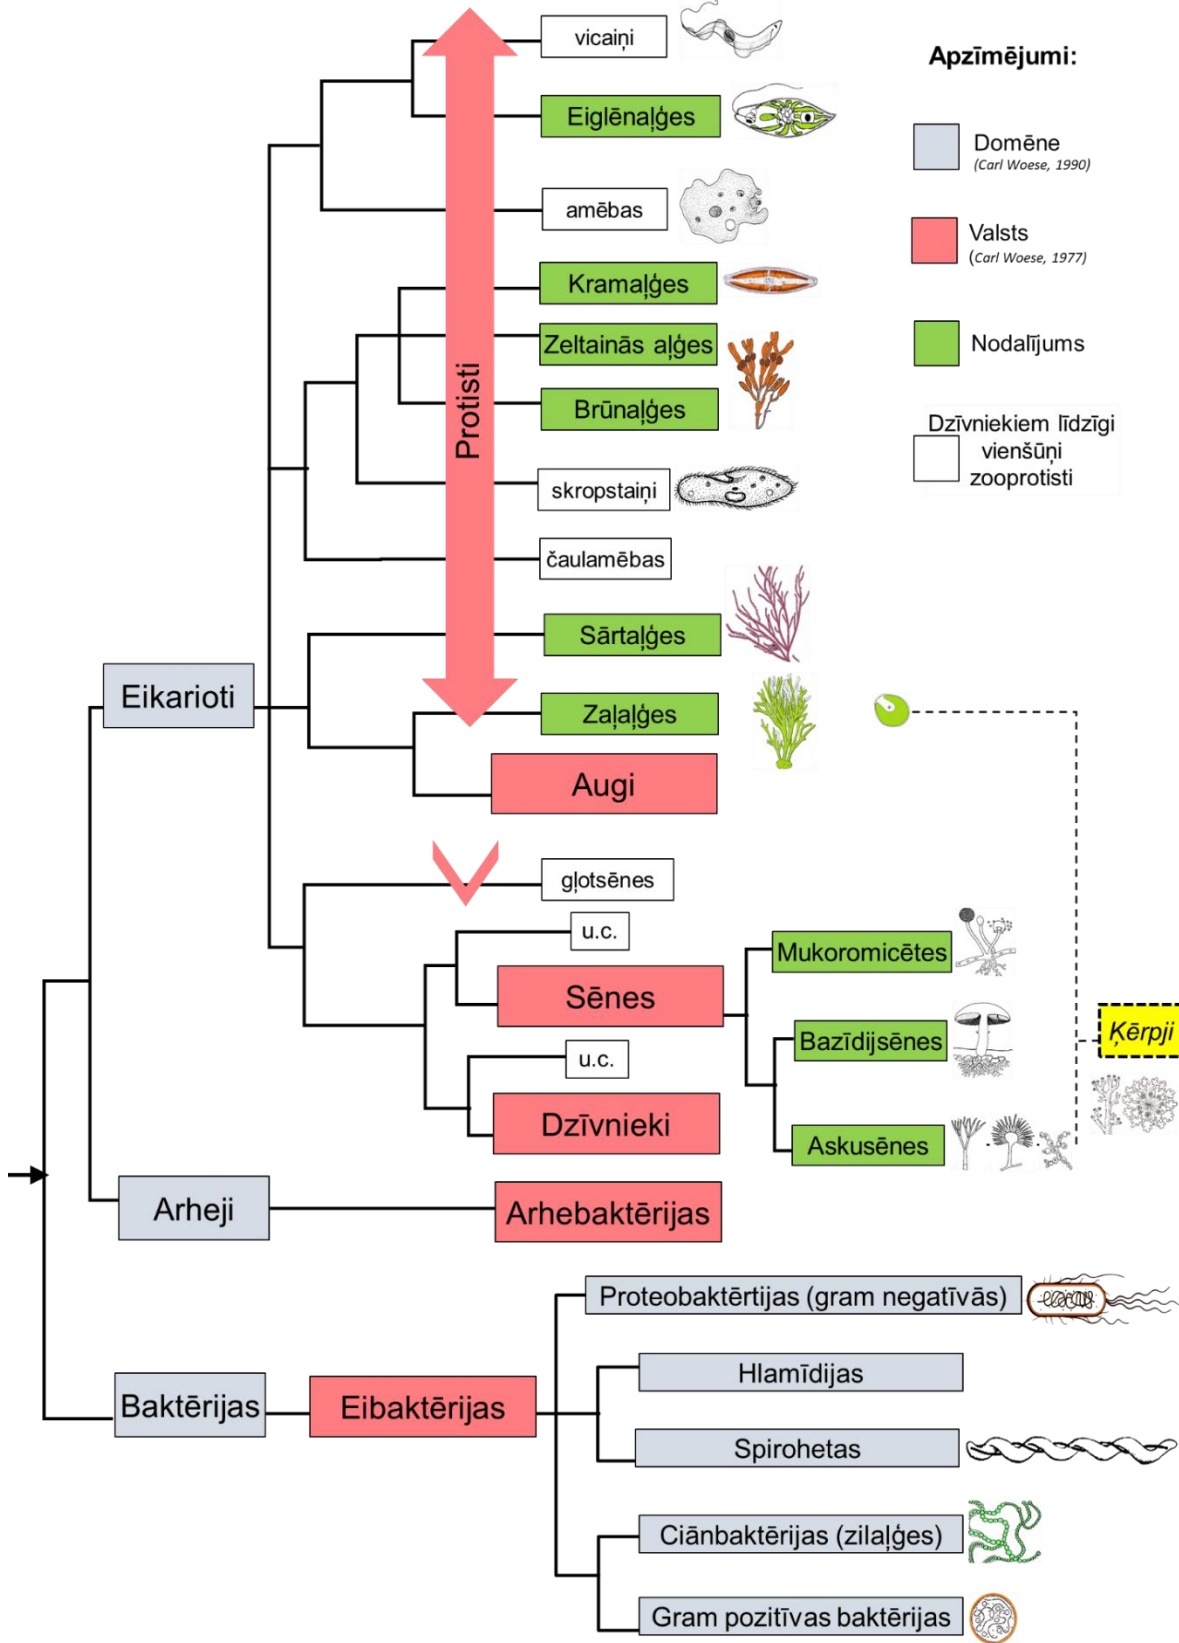 vicaiņi
Apzīmējumi:
Eiglēnaļģes
Domēne
(Carl Woese, 1990)
amēbas
Valsts
(Carl Woese, 1977)
Kramaļģes
Zeltainās aļģes
Nodalījums
Brūnaļģes
Protisti
Dzīvniekiem līdzīgi
vienšūņi
zooprotisti
skropstaiņi
čaulamēbas
Sārtaļģes
Eikarioti
Zaļaļģes
Augi
gļotsēnes
u.c.
Mukoromicētes
Sēnes
Bazīdijsēnes
Ķērpji
u.c.
Dzīvnieki
Askusēnes
Arheji
Arhebaktērijas
Proteobaktērtijas (gram negatīvās)
Hlamīdijas
Baktērijas
Eibaktērijas
Spirohetas
Ciānbaktērijas (zilaļģes)
Gram pozitīvas baktērijas